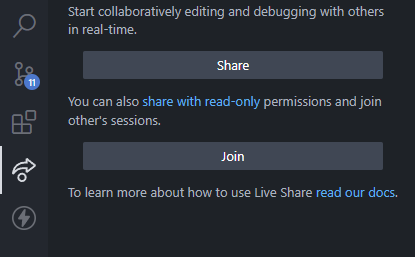 Start collaboratively editing and debugging with others
in real-time.
Share
11
You can also share with read-only permissions and join
other's sessions.
Join
To learn more about how to use Live Share read our docs.